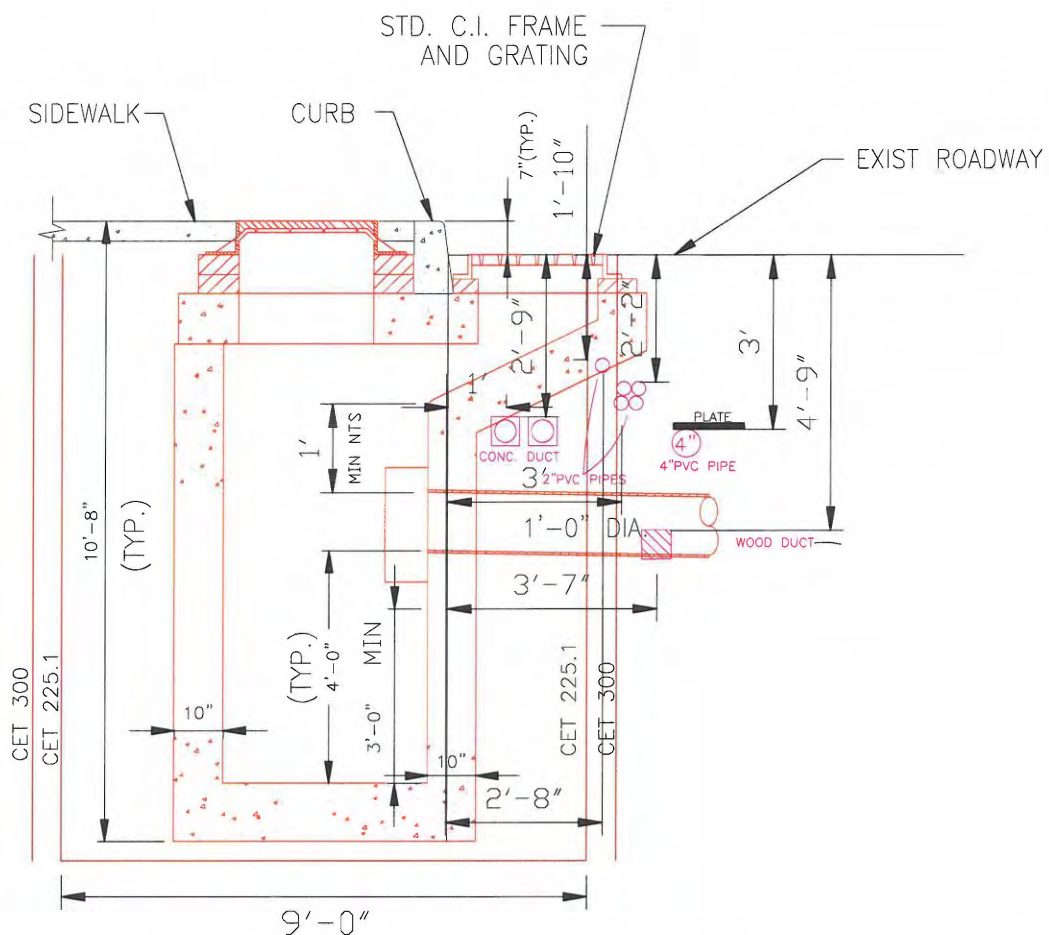 STD. C.I. FRAME
AND GRATING
SIDEWALK
CURB
7"(TYP.)
1'-10"
EXIST ROADWAY
2'-9"
2'-2"
3'
4'-9"
1'
1'
MIN NTS
PLATE
4"
4"PVC PIPE
CONC. DUCT
2"PVC PIPES
3'
1'-0" DIA.
WOOD DUCT
10'-8"
(TYP.)
3'-7"
(TYP.)
4'-0"
3'-0" MIN
CET 300
CET 225.1
CET 225.1
CET 300
10"
10"
2'-8"
9'-0"